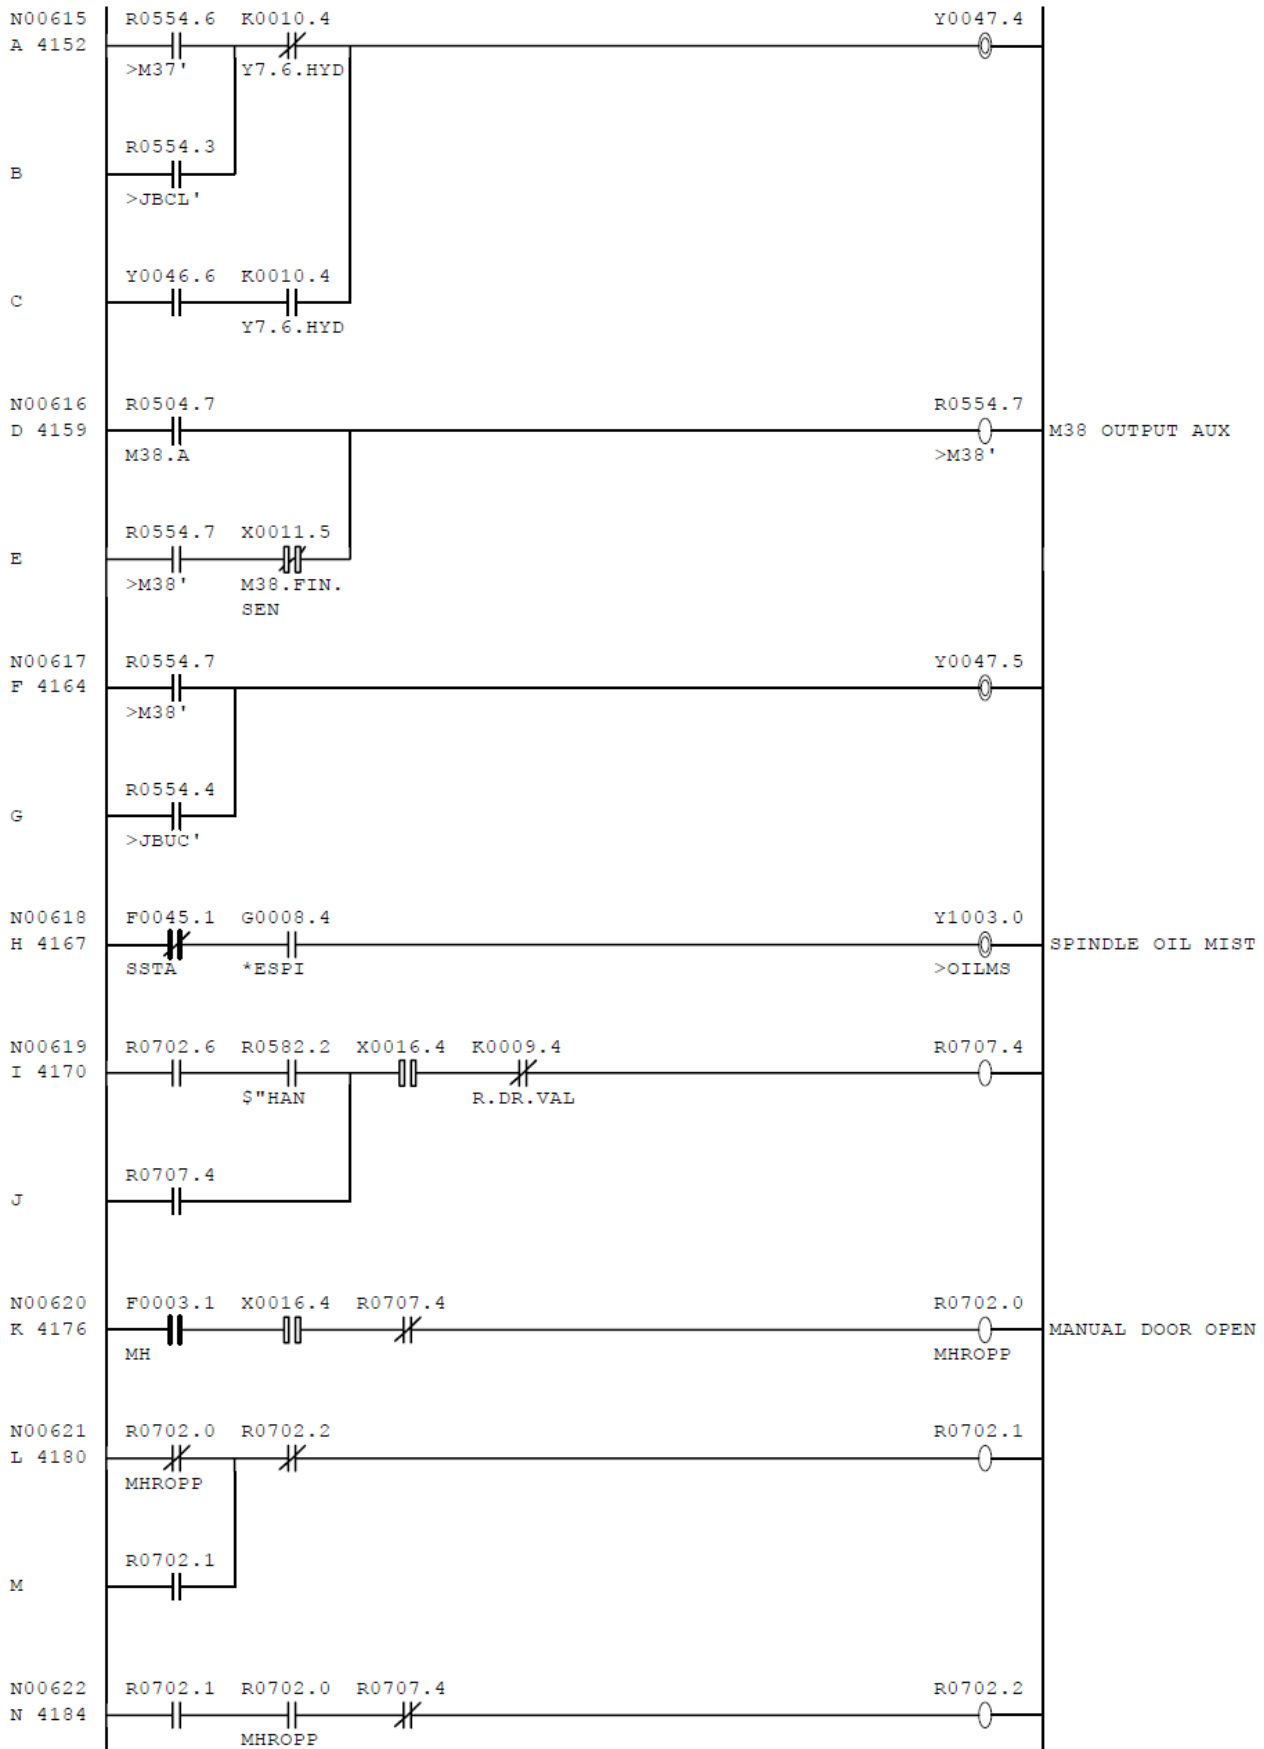 N00615 R0554.6 K0010.4 Y0047.4
A 4152
>M37' Y7.6.HYD
R0554.3
B
>JBCL'
Y0046.6 K0010.4
C
Y7.6.HYD
N00616 R0504.7 R0554.7
D 4159 M38 OUTPUT AUX
M38.A >M38'
R0554.7 X0011.5
E
>M38' M38.FIN.
SEN
N00617 R0554.7 Y0047.5
F 4164
>M38'
R0554.4
G
>JBUC'
N00618 F0045.1 G0008.4 Y1003.0
H 4167 SPINDLE OIL MIST
SSTA *ESPI >OILMS
N00619 R0702.6 R0582.2 X0016.4 K0009.4 R0707.4
I 4170
$"HAN R.DR.VAL
R0707.4
J
N00620 F0003.1 X0016.4 R0707.4 R0702.0
K 4176 MANUAL DOOR OPEN
MH MHROPP
N00621 R0702.0 R0702.2 R0702.1
L 4180
MHROPP
R0702.1
M
N00622 R0702.1 R0702.0 R0707.4 R0702.2
N 4184
MHROPP